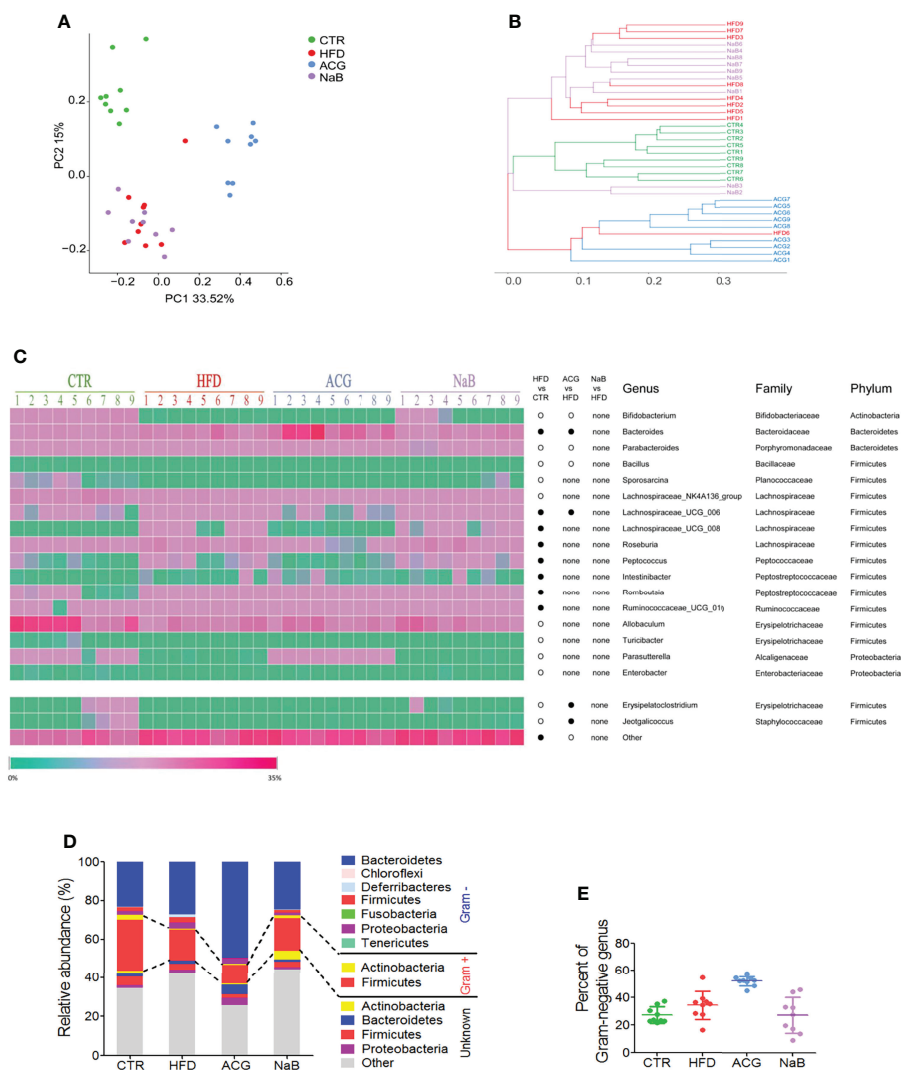 A
CTR
HFD
ACG
NaB
PC2 15%
0.2
0.0
−0.2
−0.2 0.0 0.2 0.4 0.6
PC1 33.52%
B
HFD9
HFD7
HFD3
NaB6
NaB4
NaB8
NaB7
NaB9
HFD8
NaB1
HFD4
HFD2
HFD5
HFD1
CTR4
CTR3
CTR2
CTR5
CTR1
CTR9
CTR8
CTR7
CTR6
NaB3
NaB2
ACG7
ACG5
ACG9
ACG8
HFD6
ACG3
ACG2
ACG4
ACG1
0.0 0.1 0.2 0.3
C
CTR HFD ACG NaB
1 2 3 4 5 6 7 8 9 1 2 3 4 5 6 7 8 9 1 2 3 4 5 6 7 8 9 1 2 3 4 5 6 7 8 9
HFD vs CTR ACG vs HFD NaB vs HFD Genus Family Phylum
none Bifidobacterium Bifidobacteriaceae Actinobacteria
none Bacteroides Bacteroidaceae Bacteroidetes
none Parabacteroides Porphyromonadaceae Bacteroidetes
none Bacillus Bacillaceae Firmicutes
none none Sporosarcina Planococcaceae Firmicutes
none none Lachnospiraceae_NK4A136_group Lachnospiraceae Firmicutes
none Lachnospiraceae_UCG_006 Lachnospiraceae Firmicutes
none none Lachnospiraceae_UCG_008 Lachnospiraceae Firmicutes
none none Roseburia Lachnospiraceae Firmicutes
none none Peptococcus Peptococcaceae Firmicutes
none none Intestinibacter Peptostreptococcaceae Firmicutes
none none Romboutsia Peptostreptococcaceae Firmicutes
none none Ruminococcaceae Firmicutes
none none Allobaculum Erysipelotrichaceae Firmicutes
none none Turicibacter Erysipelotrichaceae Firmicutes
none none Parasutterella Alcaligenaceae Proteobacteria
none none Enterobacter Enterobacteriaceae Proteobacteria
none Erysipelatoclostridium Erysipelotrichaceae Firmicutes
none Jeotgalicoccus Staphylococcaceae Firmicutes
none Other
0% 35%
D
Relative abundance (%)
100
80
60
40
20
0
CTR HFD ACG NaB
Bacteroidetes
Chloroflexi
Deferribacteres
Firmicutes
Fusobacteria
Proteobacteria
Tenericutes
Gram -
Actinobacteria
Firmicutes
Gram +
Actinobacteria
Bacteroidetes
Firmicutes
Proteobacteria
Other
Unknown
E
Percent of
Gram-negative genus
80
60
40
20
0
CTR HFD ACG NaB